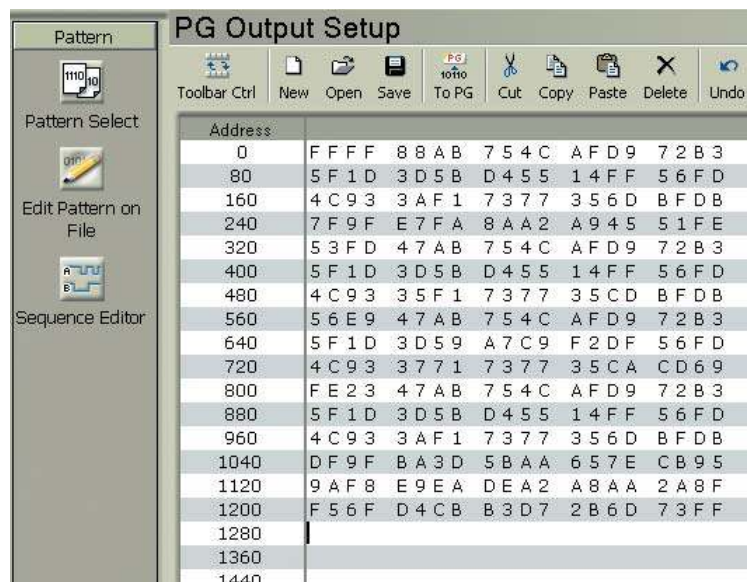 PG Output Setup
Pattern
Pattern Select
Edit Pattern on
File
Sequence Editor
Toolbar Ctrl New Open Save To PG Cut Copy Paste Delete Undo
Address
0 FFFF 88AB 754C AFD9 72B3
80 5F1D 3D5B D455 14FF 56FD
160 4C93 3AF1 7377 356D BFDB
240 7F9F E7FA 8AA2 A945 51FE
320 53FD 47AB 754C AFD9 72B3
400 5F1D 3D5B D455 14FF 56FD
480 4C93 35F1 7377 35CD BFDB
560 56E9 47AB 754C AFD9 72B3
640 5F1D 3D59 A7C9 F2DF 56FD
720 4C93 3771 7377 35CA CD69
800 FE23 47AB 754C AFD9 72B3
880 5F1D 3D5B D455 14FF 56FD
960 4C93 3AF1 7377 356D BFDB
1040 DF9F BA3D 5BAA 657E CB95
1120 9AF8 E9EA DEA2 A8AA 2A8F
1200 F56F D4CB B3D7 2B6D 73FF
1280
1360
1440